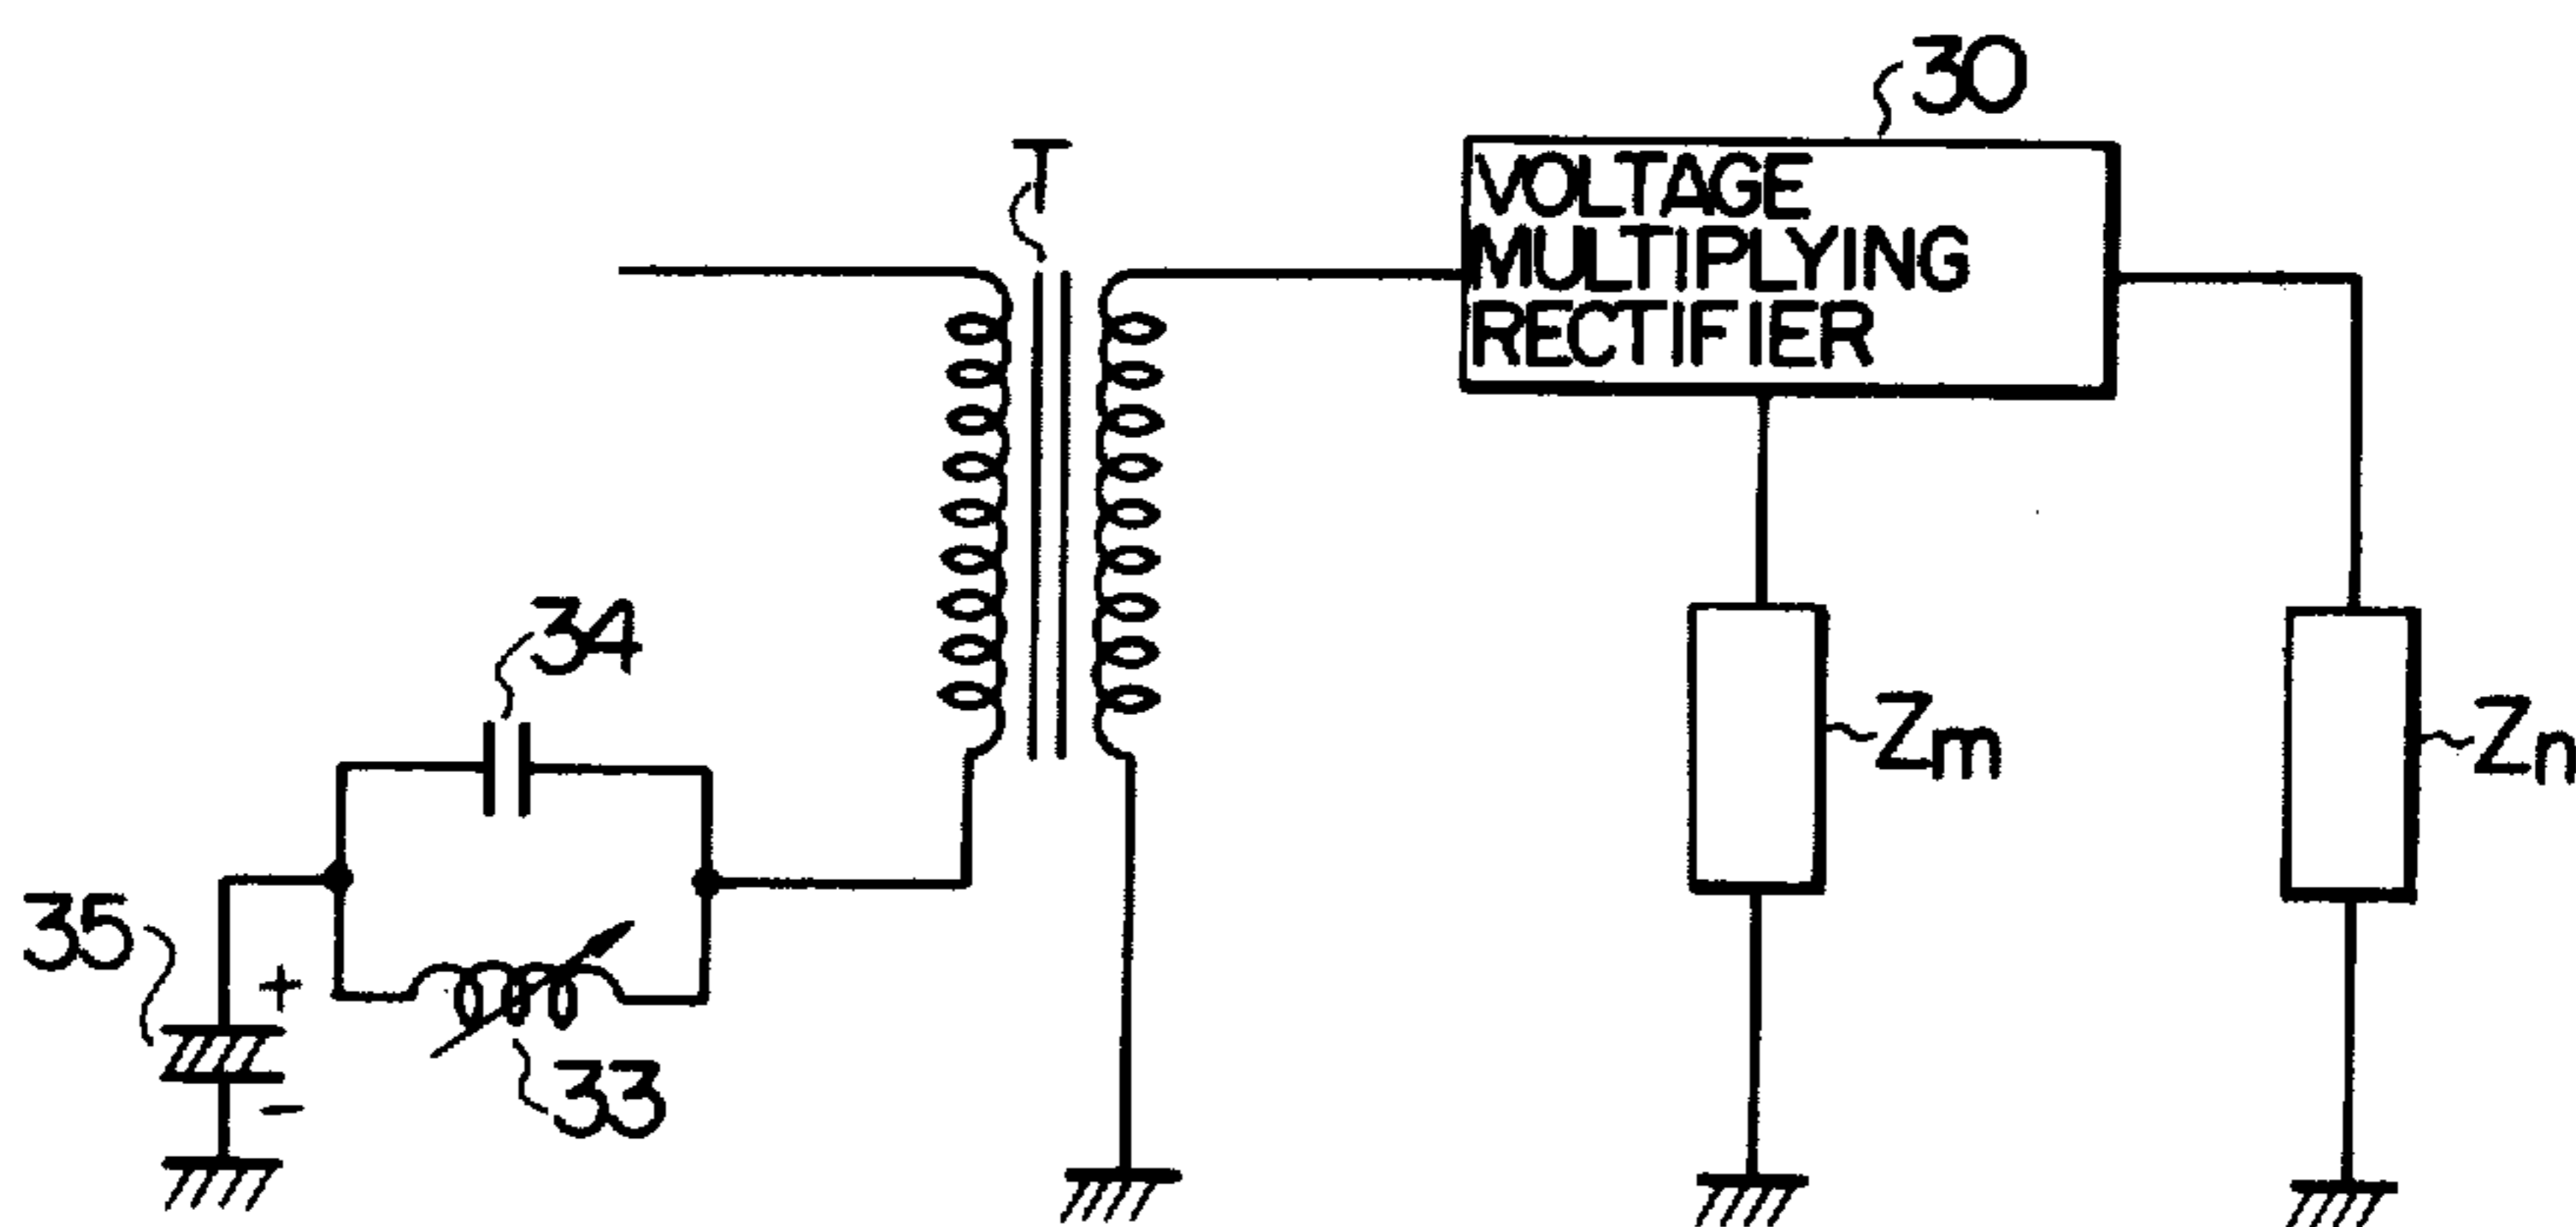 30
T
VOLTAGE
MULTIPLYING
RECTIFIER
34
Zm
Zn
35
+
33
-